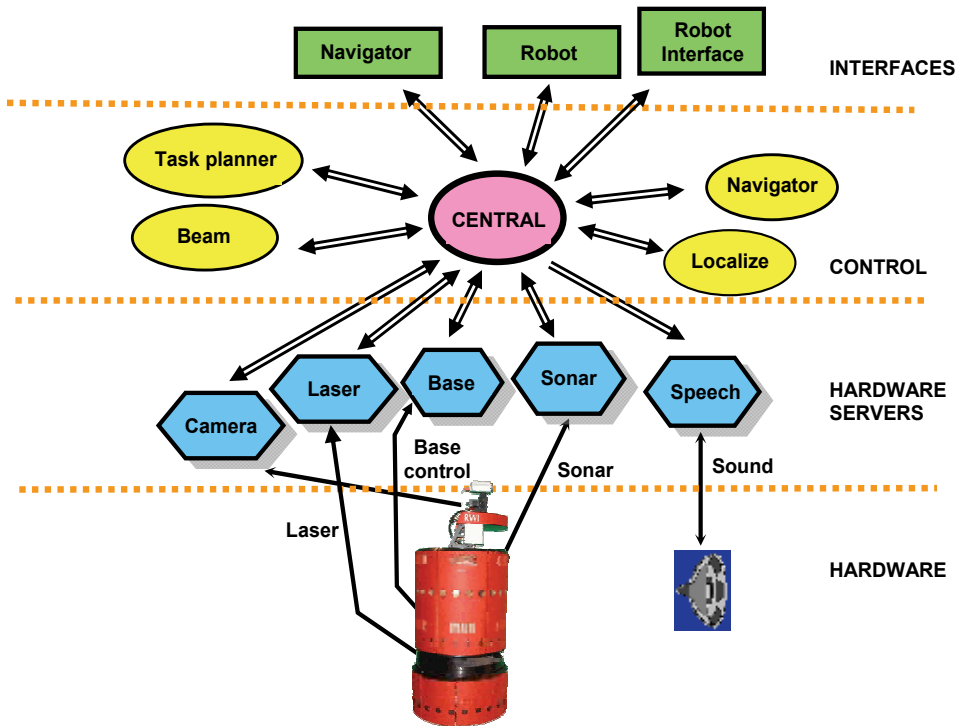 Navigator
Robot
Robot
Interface
INTERFACES
Task planner
Beam
CENTRAL
Navigator
Localize
CONTROL
Camera
Laser
Base
Sonar
Speech
HARDWARE
SERVERS
Base
control
Sonar
Sound
Laser
RWI
HARDWARE